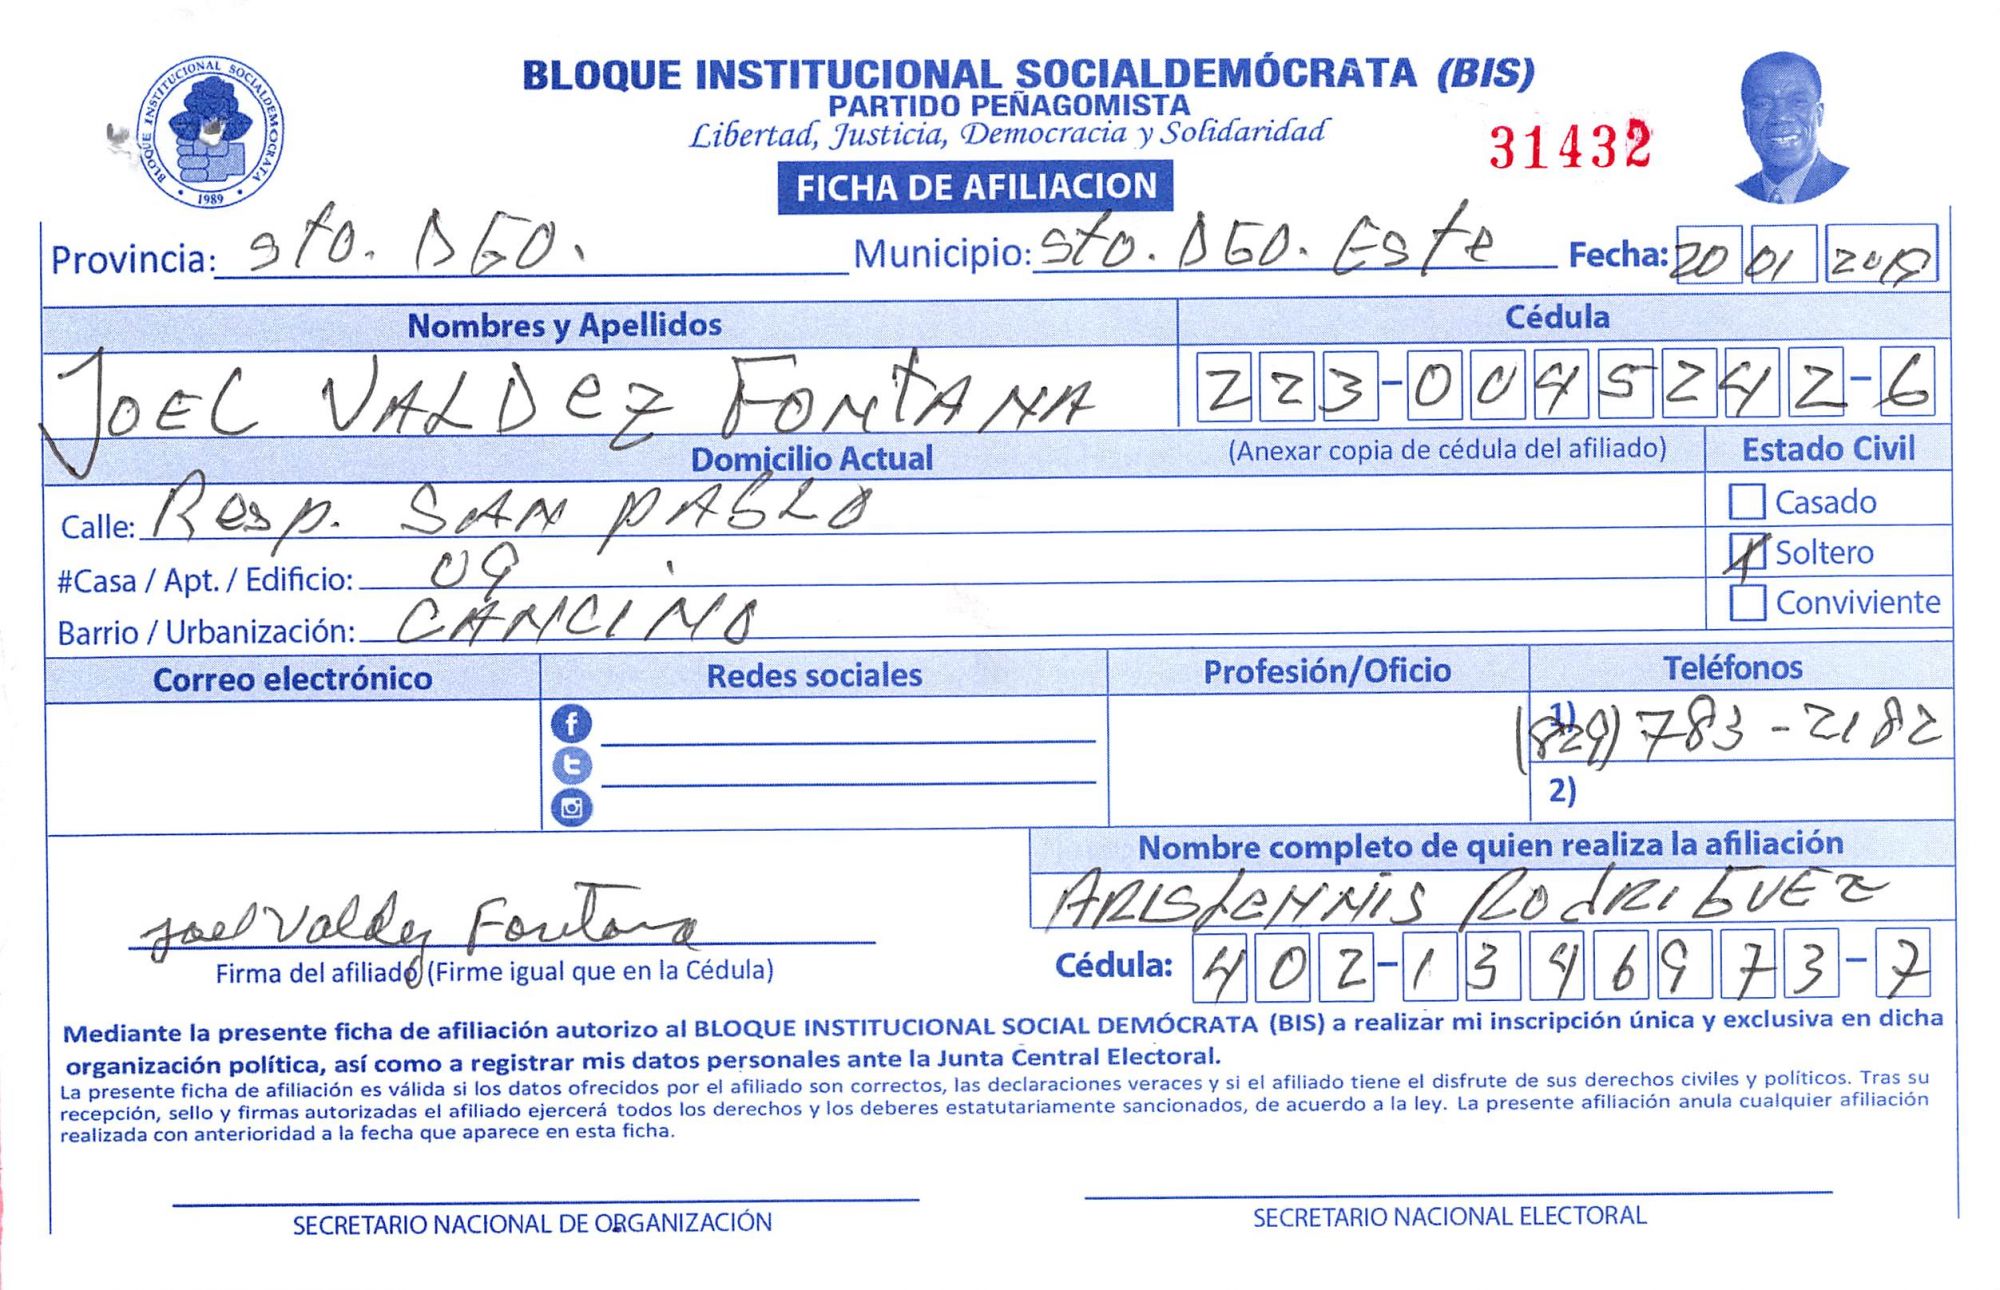 BLOQUE INSTITUCIONAL SOCIALDEMOCRATA
1989
BLOQUE INSTITUCIONAL SOCIALDEMÓCRATA (BIS)
PARTIDO PEÑAGOMISTA
Libertad, Justicia, Democracia y Solidaridad
31432
FICHA DE AFILIACION
Provincia: Sto. DGO. Municipio: Sto. DGO. Este Fecha: 20 01 2019
Nombres y Apellidos Cédula
JOEL VALDEZ FONTANA 223-0095242-6
Domicilio Actual (Anexar copia de cédula del afiliado) Estado Civil
Calle: Resp. SAN PABLO Casado
#Casa / Apt. / Edificio: 09 X Soltero
Barrio / Urbanización: CANCINO Conviviente
Correo electrónico Redes sociales Profesión/Oficio Teléfonos
1) (829) 783-2182
2)
Nombre completo de quien realiza la afiliación
ARISLENNIS RODRIGUEZ
Joel Valdez Fontana
Firma del afiliado (Firme igual que en la Cédula) Cédula: 402-1346973-7
Mediante la presente ficha de afiliación autorizo al BLOQUE INSTITUCIONAL SOCIAL DEMÓCRATA (BIS) a realizar mi inscripción única y exclusiva en dicha
organización política, así como a registrar mis datos personales ante la Junta Central Electoral.
La presente ficha de afiliación es válida si los datos ofrecidos por el afiliado son correctos, las declaraciones veraces y si el afiliado tiene el disfrute de sus derechos civiles y políticos. Tras su
recepción, sello y firmas autorizadas el afiliado ejercerá todos los derechos y los deberes estatutariamente sancionados, de acuerdo a la ley. La presente afiliación anula cualquier afiliación
realizada con anterioridad a la fecha que aparece en esta ficha.
SECRETARIO NACIONAL DE ORGANIZACIÓN SECRETARIO NACIONAL ELECTORAL